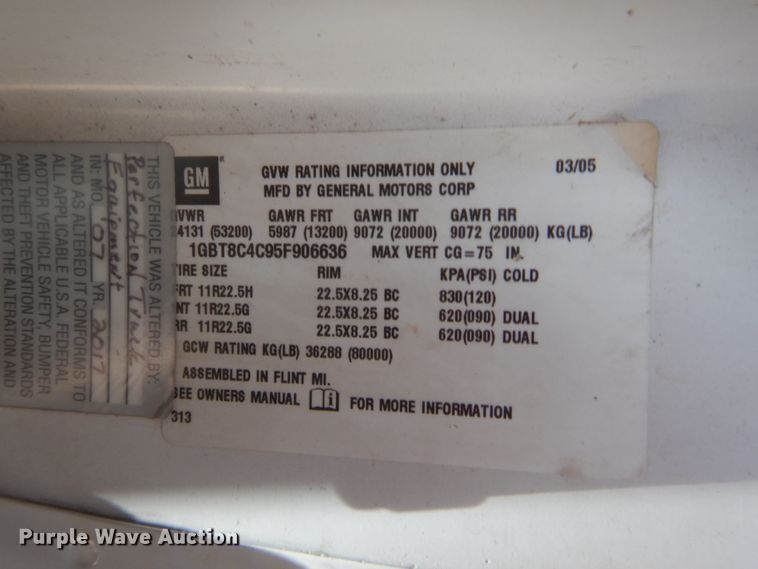 GM
GVW RATING INFORMATION ONLY 03/05
MFD BY GENERAL MOTORS CORP
GVWR GAWR FRT GAWR INT GAWR RR
24131 (53200) 5987 (13200) 9072 (20000) 9072 (20000) KG(LB)
1GBT8C4C95F906636 MAX VERT CG=75 IN.
TIRE SIZE RIM KPA(PSI) COLD
FRT 11R22.5H 22.5X8.25 BC 830(120)
INT 11R22.5G 22.5X8.25 BC 620(090) DUAL
RR 11R22.5G 22.5X8.25 BC 620(090) DUAL
GCW RATING KG(LB) 36288 (80000)
ASSEMBLED IN FLINT MI.
SEE OWNERS MANUAL i FOR MORE INFORMATION
313
THIS VEHICLE WAS ALTERED BY:
Perfection Truck
Equipment
IN: MO. 07 YR. 2017
AND AS ALTERED IT CONFORMS TO
ALL APPLICABLE U.S.A. FEDERAL
MOTOR VEHICLE SAFETY, BUMPER
AND THEFT PREVENTION STANDARDS
AFFECTED BY THE ALTERATION AND
Purple Wave Auction